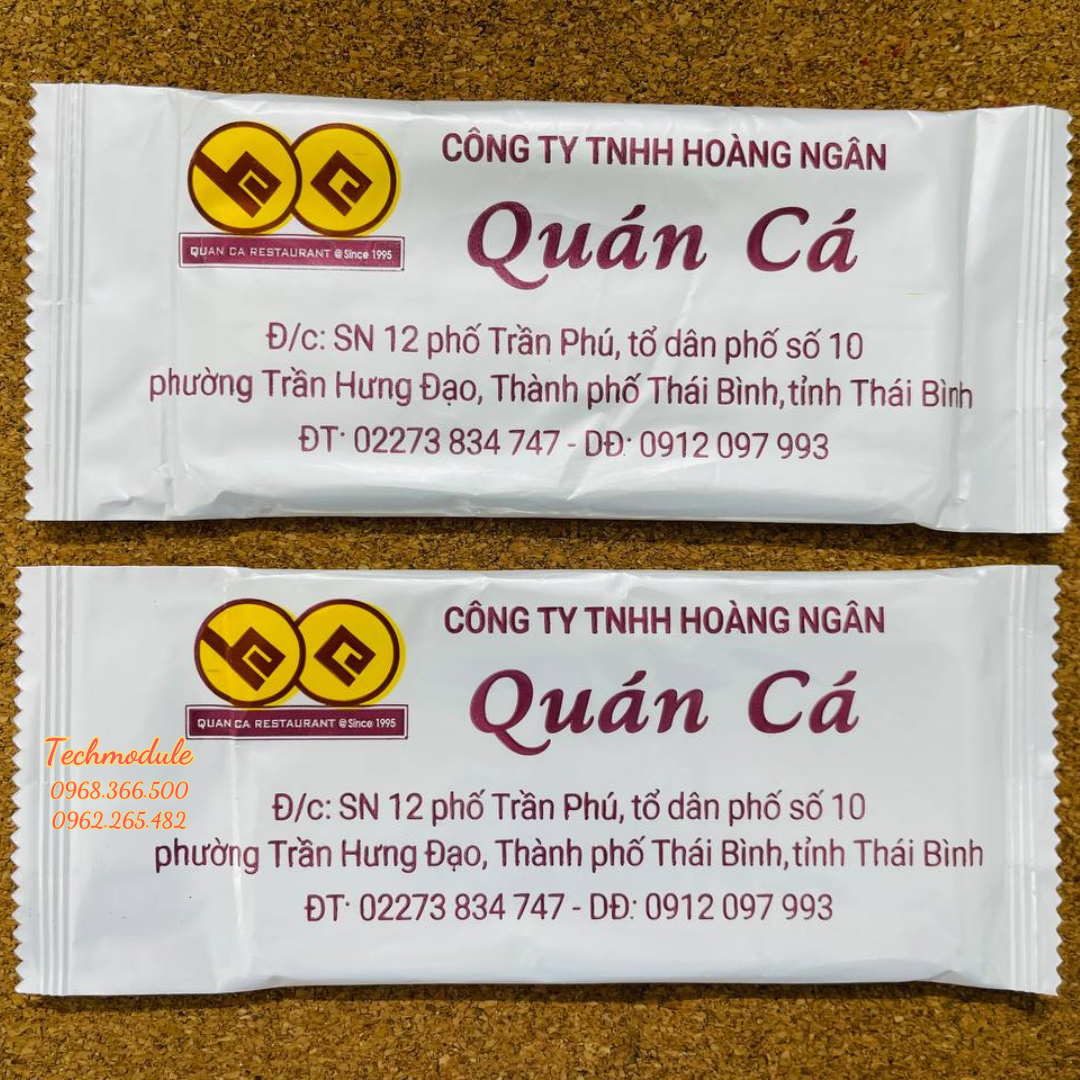 CÔNG TY TNHH HOÀNG NGÂN
QUAN CA RESTAURANT @Since 1995
Quán Cá
Đ/c: SN 12 phố Trần Phú, tổ dân phố số 10
phường Trần Hưng Đạo, Thành phố Thái Bình, tỉnh Thái Bình
ĐT: 02273 834 747 - DĐ: 0912 097 993
CÔNG TY TNHH HOÀNG NGÂN
QUAN CA RESTAURANT @Since 1995
Quán Cá
Techmodule
0968.366.500
0962.265.482
Đ/c: SN 12 phố Trần Phú, tổ dân phố số 10
phường Trần Hưng Đạo, Thành phố Thái Bình, tỉnh Thái Bình
ĐT: 02273 834 747 - DĐ: 0912 097 993